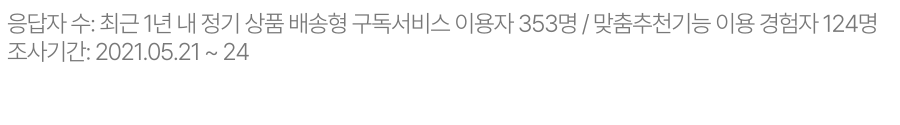 응답자 수: 최근 1년 내 정기 상품 배송형 구독서비스 이용자 353명 / 맞춤추천기능 이용 경험자 124명
조사기간: 2021.05.21 ~ 24